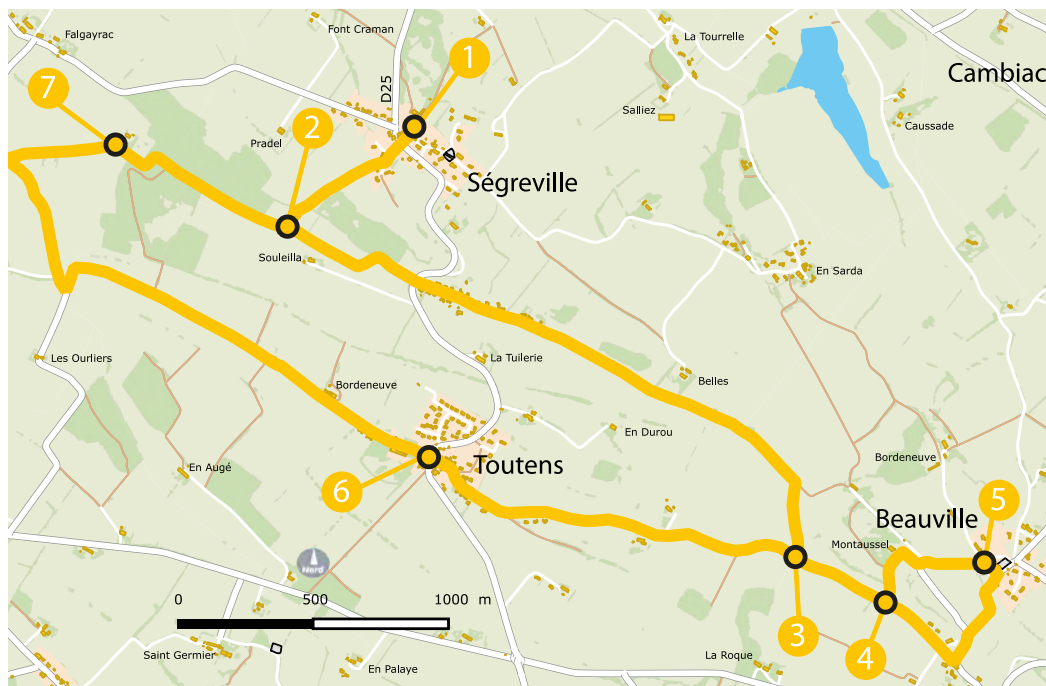 Falgayrac
Font Craman
La Tourrelle
1
Cambiac
7
D25
Salliez
2
Pradel
Caussade
Ségreville
Souleilla
En Sarda
Les Ourliers
La Tuilerie
Bordeneuve
Belles
En Durou
En Augé
Toutens
Bordeneuve
6
5
Beauville
Montaussel
Nord
0 500 1000 m
3
4
Saint Germier
En Palaye
La Roque